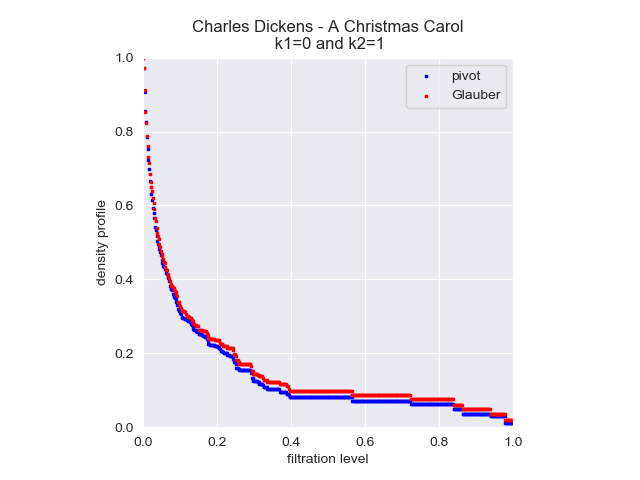 Charles Dickens - A Christmas Carol
k1=0 and k2=1
pivot
Glauber
1.0
0.8
0.6
0.4
0.2
0.0
density profile
0.0 0.2 0.4 0.6 0.8 1.0
filtration level